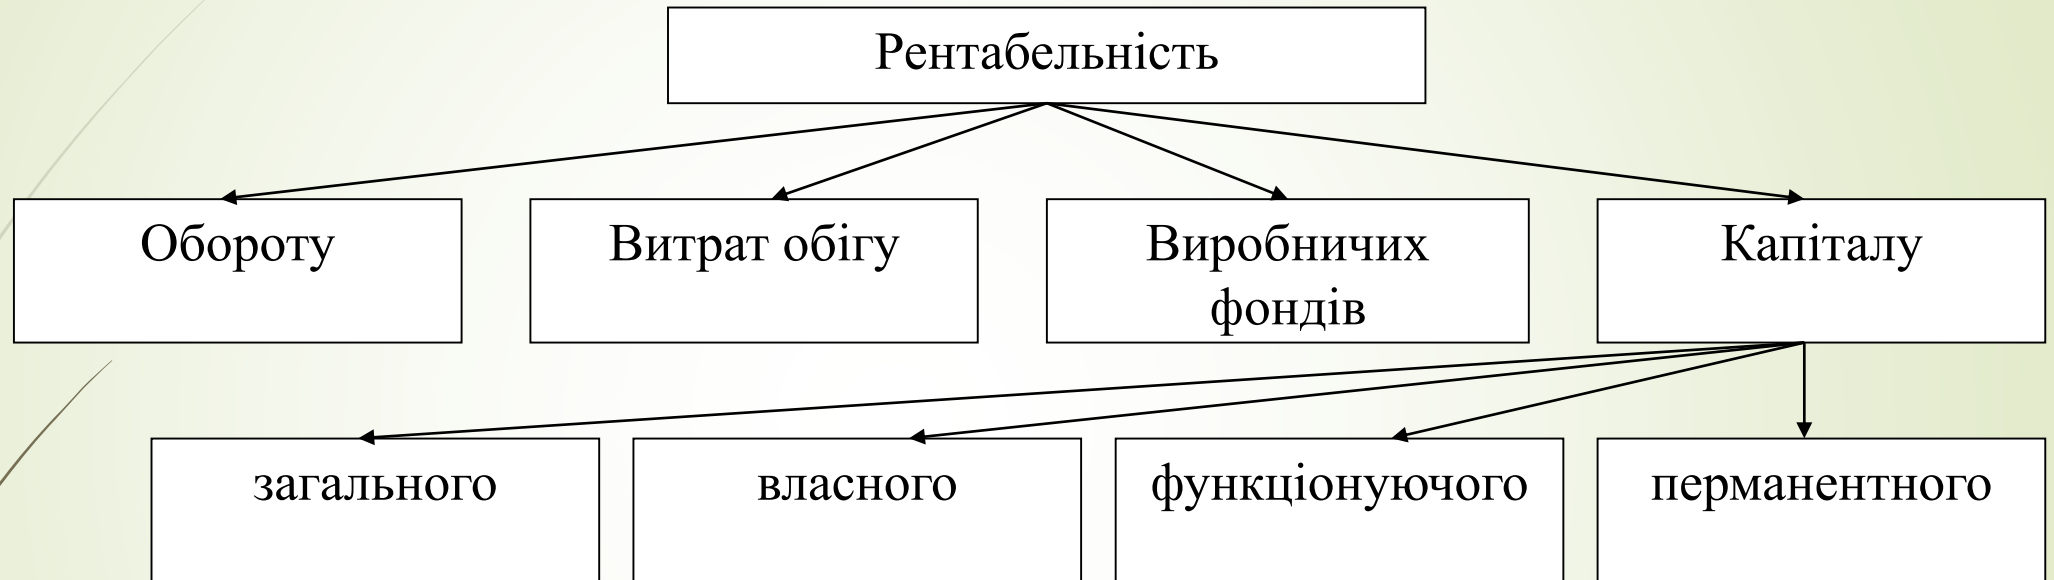 Рентабельність
Обороту
Витрат обігу
Виробничих
фондів
Капіталу
загального
власного
функціонуючого
перманентного